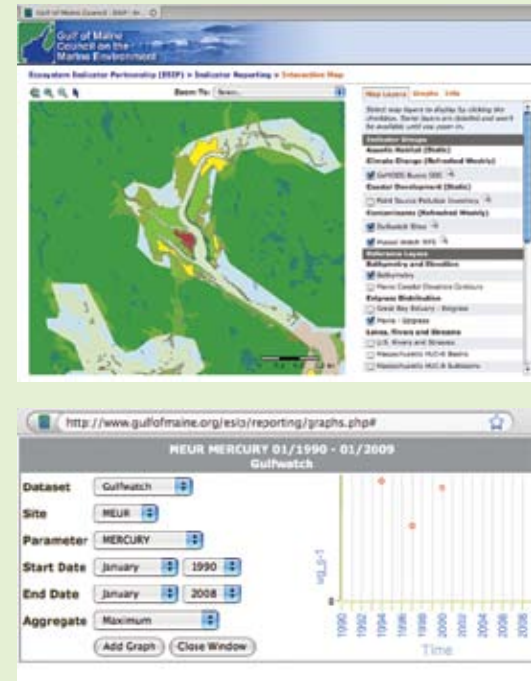 Gulf of Maine
Council on the
Marine Environment
Ecosystem Indicator Partnership (ESIP) > Indicator Reporting > Interactive Map
Zoom To: Select...
Map Layers Graphs Info
Select map layers to display by clicking the
checkbox. Some layers are detailed and won't
be available until you zoom in.
Indicator Groups
Aquatic Habitat (Static)
Climate Change (Refreshed Weekly)
GoMOOS Buoys
Coastal Development (Static)
Point Source Pollution Inventory
Contaminants (Refreshed Weekly)
Gulfwatch Sites
Mussel Watch
Reference Layers
Bathymetry and Elevation
Bathymetry
Maine Coastal Elevation Contours
Eelgrass Distribution
Great Bay Estuary - Eelgrass
Maine - Eelgrass
Lakes, Rivers and Streams
U.S. Rivers and Streams
Massachusetts HUC-8 Basins
Massachusetts HUC-8 Subbasins
http://www.gulfofmaine.org/esip/reporting/graphs.php#
MEUR MERCURY 01/1990 - 01/2009
Gulfwatch
Dataset Gulfwatch
Site MEUR
Parameter MERCURY
Start Date January 1990
End Date January 2008
Aggregate Maximum
Add Graph Close Window
ug_g-1
0
1990 1992 1994 1996 1998 2000 2002 2004 2006 2008
Time